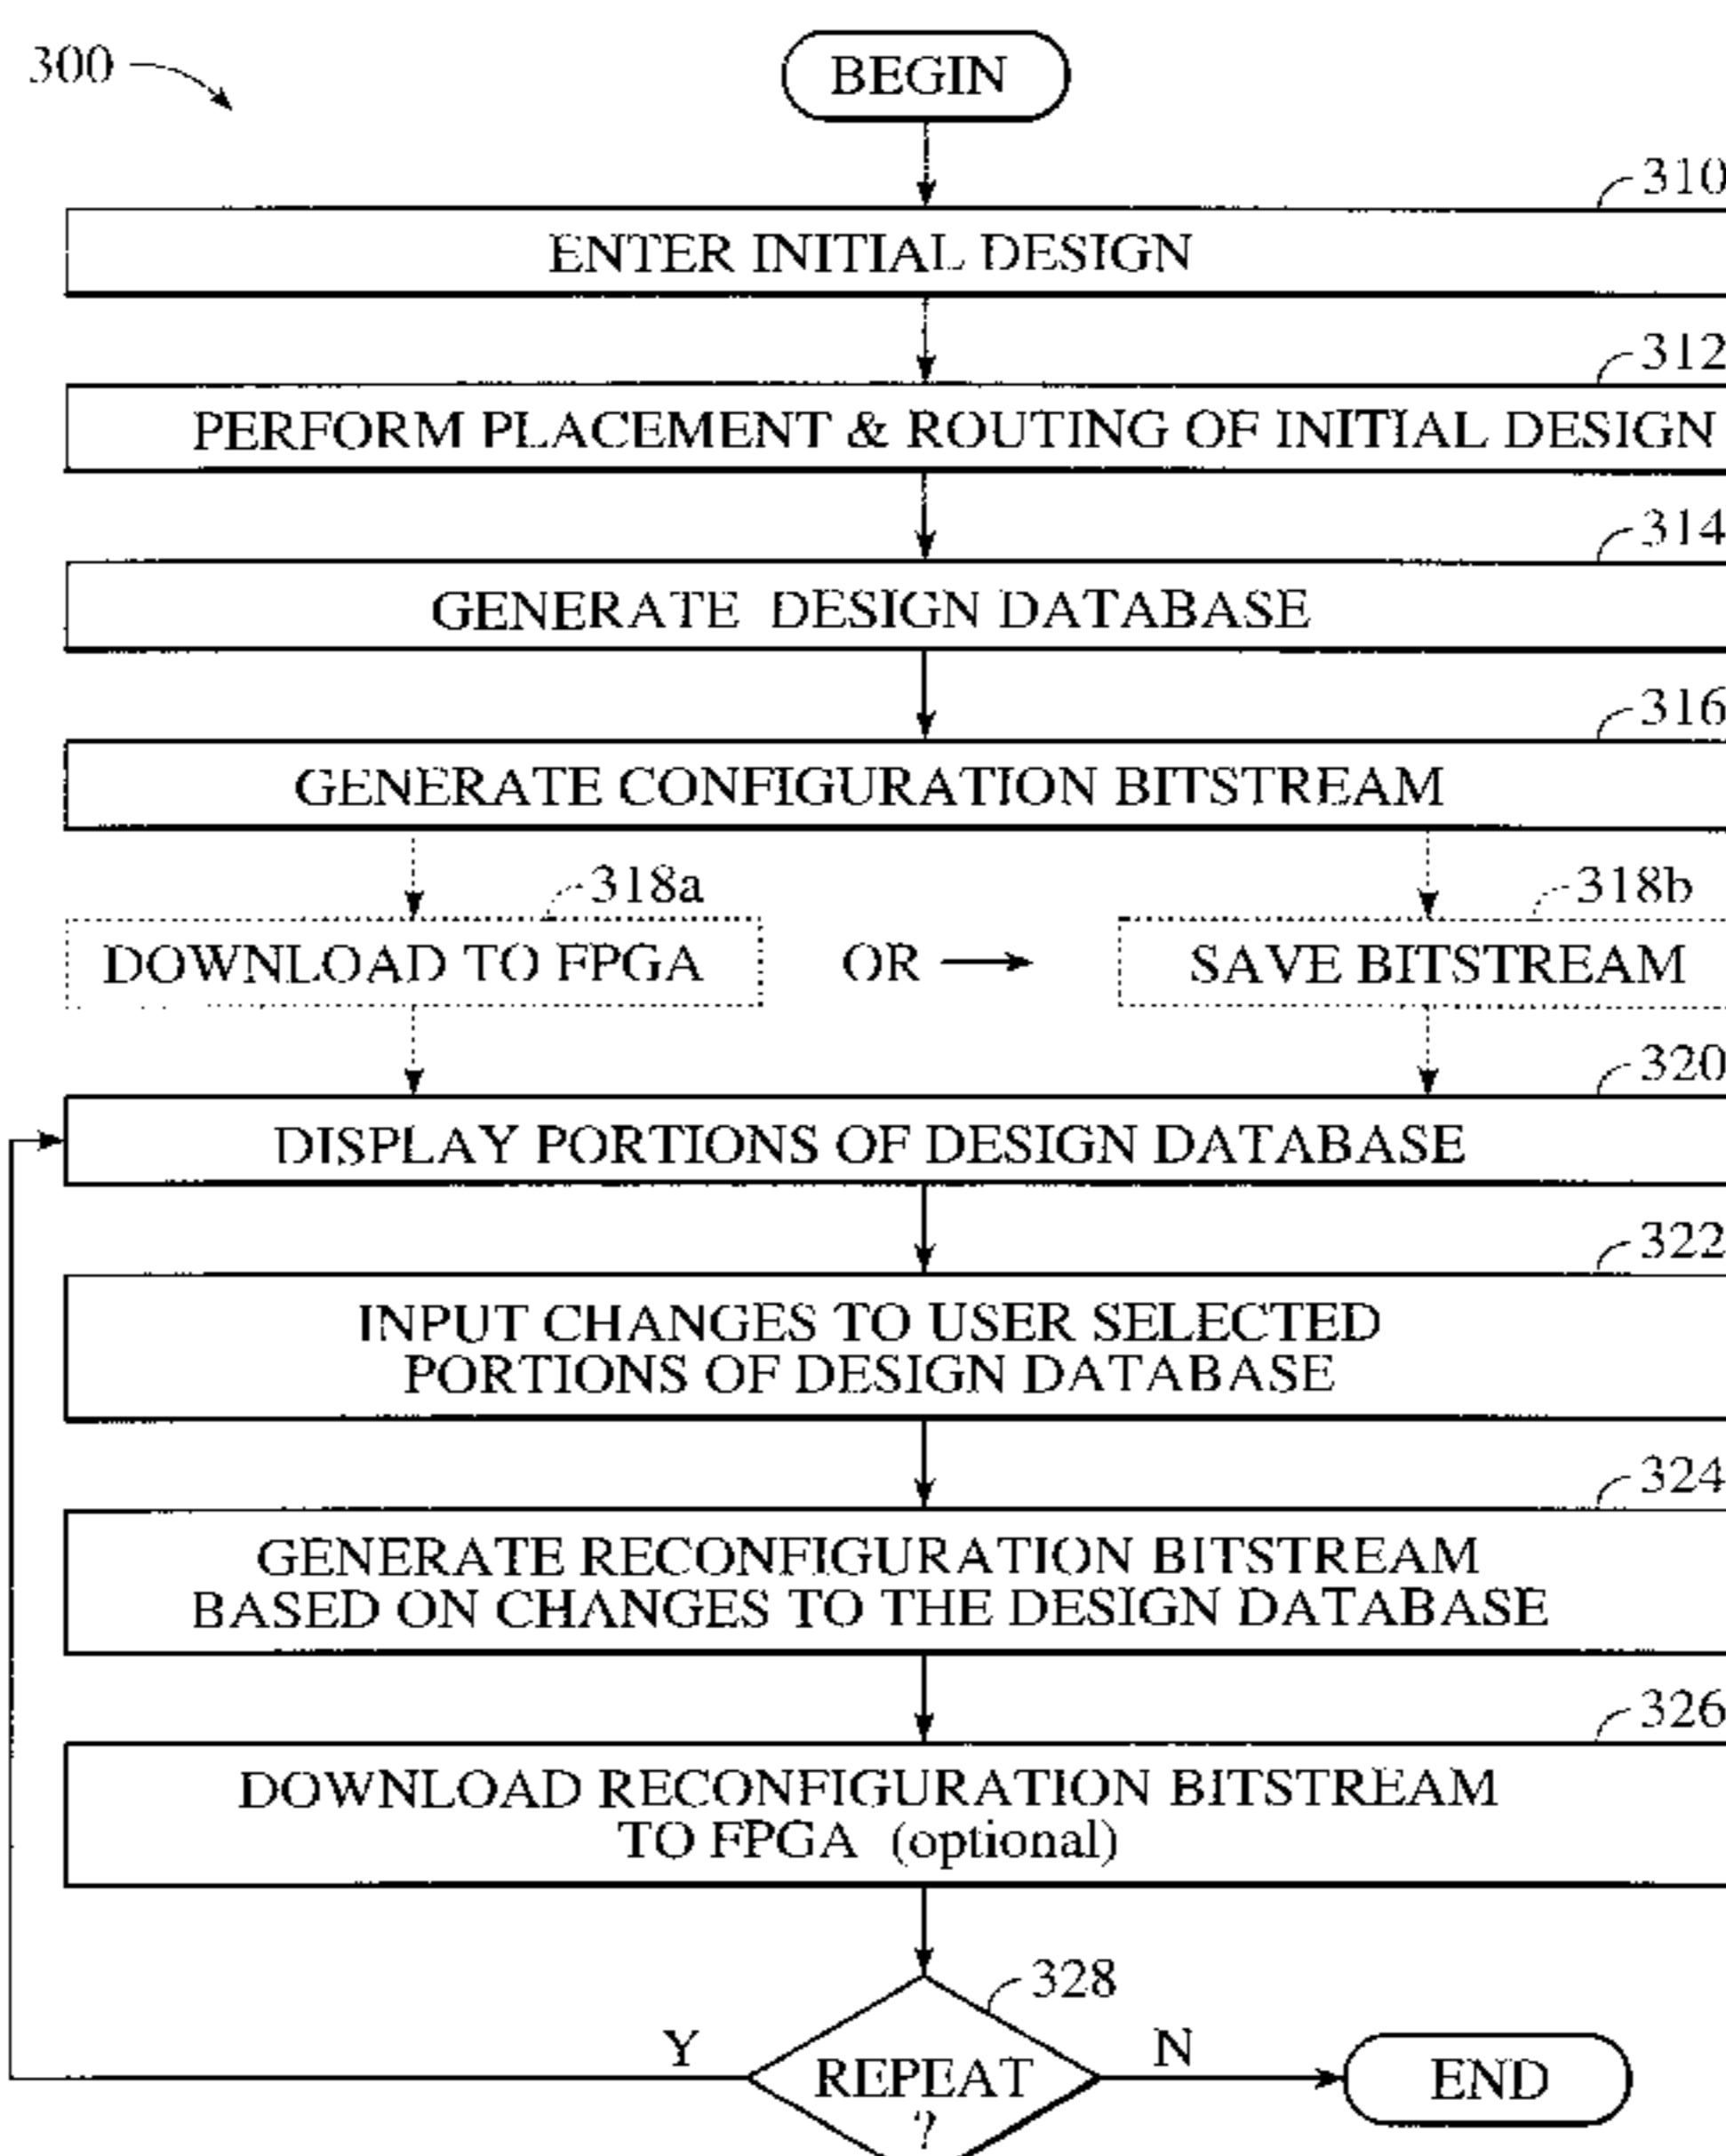 300
BEGIN
310
ENTER INITIAL DESIGN
312
PERFORM PLACEMENT & ROUTING OF INITIAL DESIGN
314
GENERATE DESIGN DATABASE
316
GENERATE CONFIGURATION BITSTREAM
318a
318b
DOWNLOAD TO FPGA
OR
SAVE BITSTREAM
320
DISPLAY PORTIONS OF DESIGN DATABASE
322
INPUT CHANGES TO USER SELECTED
PORTIONS OF DESIGN DATABASE
324
GENERATE RECONFIGURATION BITSTREAM
BASED ON CHANGES TO THE DESIGN DATABASE
326
DOWNLOAD RECONFIGURATION BITSTREAM
TO FPGA (optional)
328
Y
REPEAT
?
N
END